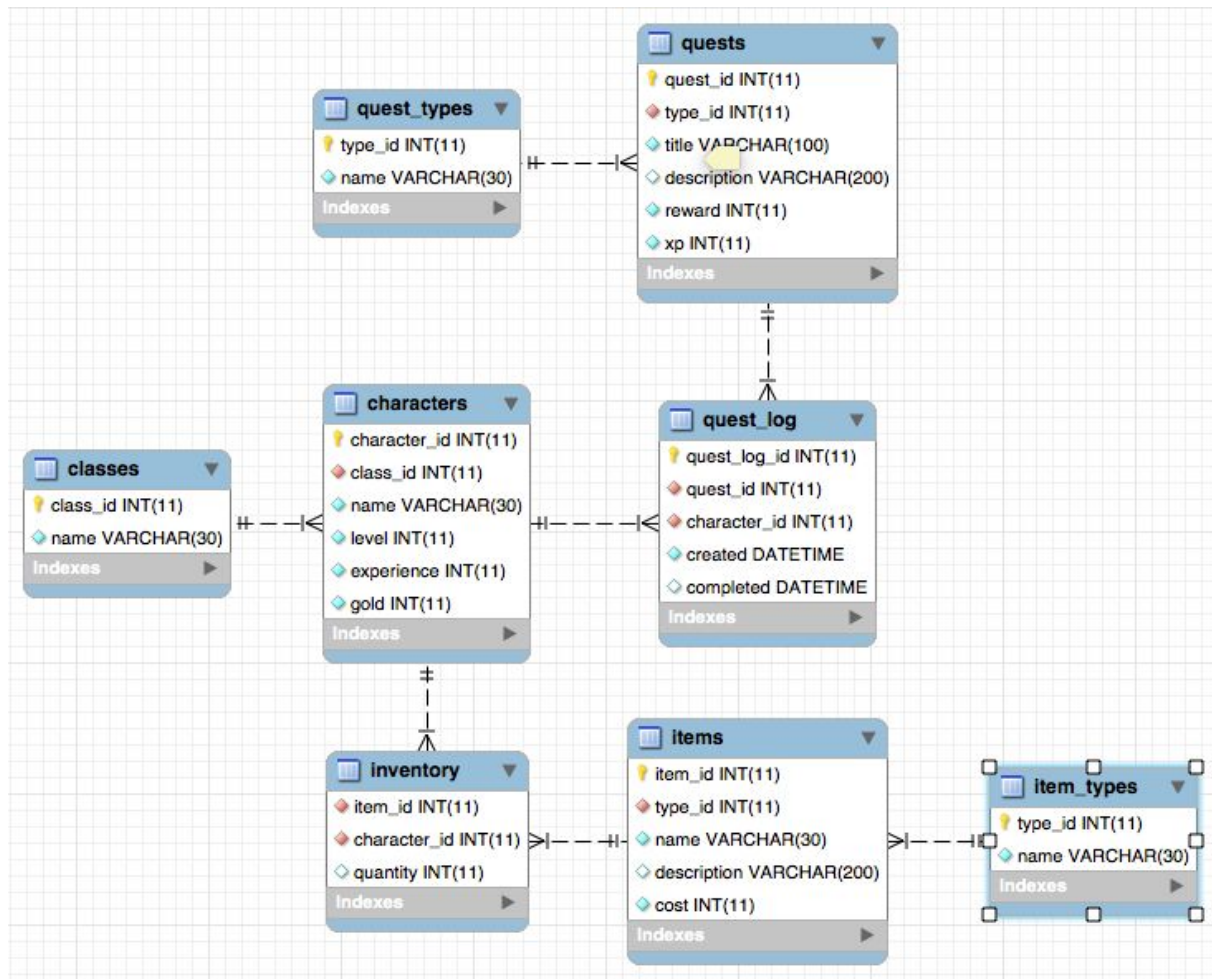 quests
quest_id INT(11)
type_id INT(11)
title VARCHAR(100)
description VARCHAR(200)
reward INT(11)
xp INT(11)
Indexes
quest_types
type_id INT(11)
name VARCHAR(30)
Indexes
characters
character_id INT(11)
class_id INT(11)
name VARCHAR(30)
level INT(11)
experience INT(11)
gold INT(11)
Indexes
quest_log
quest_log_id INT(11)
quest_id INT(11)
character_id INT(11)
created DATETIME
completed DATETIME
Indexes
classes
class_id INT(11)
name VARCHAR(30)
Indexes
inventory
item_id INT(11)
character_id INT(11)
quantity INT(11)
Indexes
items
item_id INT(11)
type_id INT(11)
name VARCHAR(30)
description VARCHAR(200)
cost INT(11)
Indexes
item_types
type_id INT(11)
name VARCHAR(30)
Indexes